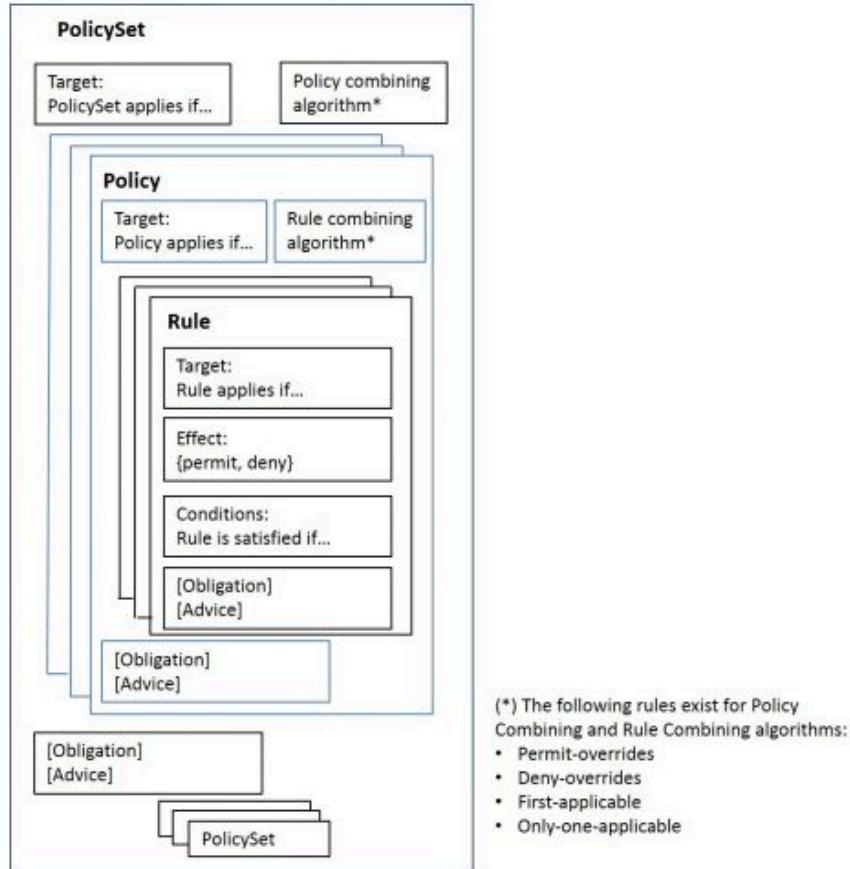 PolicySet
Target:
PolicySet applies if...
Policy combining
algorithm*
Policy
Target:
Policy applies if...
Rule combining
algorithm*
Rule
Target:
Rule applies if...
Effect:
{permit, deny}
Conditions:
Rule is satisfied if...
[Obligation]
[Advice]
[Obligation]
[Advice]
[Obligation]
[Advice]
PolicySet
(*) The following rules exist for Policy
Combining and Rule Combining algorithms:
• Permit-overrides
• Deny-overrides
• First-applicable
• Only-one-applicable